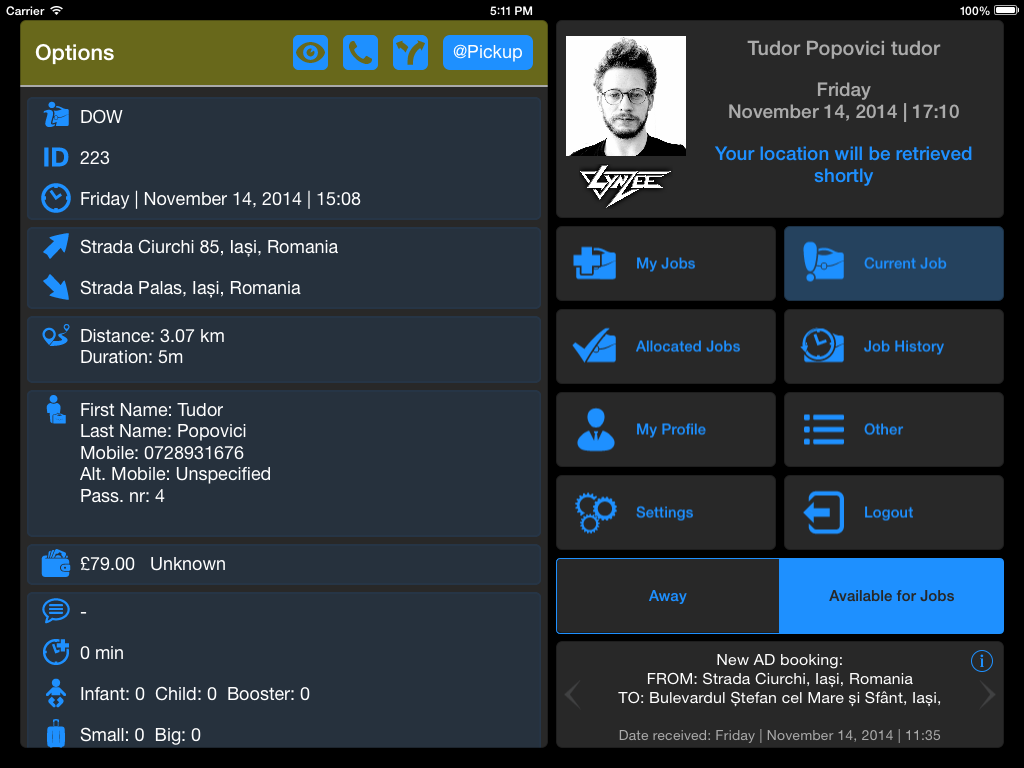 Carrier
5:11 PM
100%
Options
@Pickup
DOW
ID 223
Friday | November 14, 2014 | 15:08
Strada Ciurchi 85, Iași, Romania
Strada Palas, Iași, Romania
Distance: 3.07 km
Duration: 5m
First Name: Tudor
Last Name: Popovici
Mobile: 0728931676
Alt. Mobile: Unspecified
Pass. nr: 4
£79.00 Unknown
-
0 min
Infant: 0 Child: 0 Booster: 0
Small: 0 Big: 0
Tudor Popovici tudor
Friday
November 14, 2014 | 17:10
Your location will be retrieved
shortly
LYNZEE
My Jobs
Current Job
Allocated Jobs
Job History
My Profile
Other
Settings
Logout
Away
Available for Jobs
New AD booking:
FROM: Strada Ciurchi, Iași, Romania
TO: Bulevardul Ștefan cel Mare și Sfânt, Iași,
Date received: Friday | November 14, 2014 | 11:35